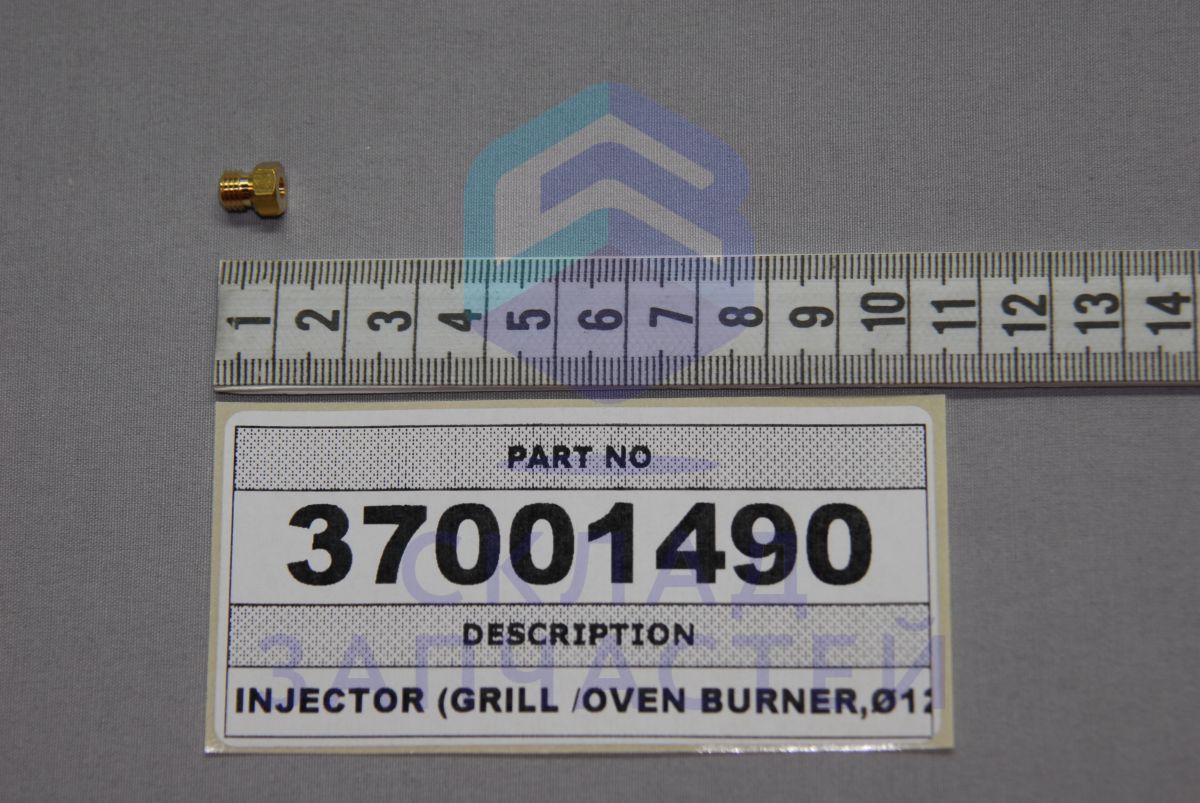 1 2 3 4 5 6 7 8 9 10 11 12 13 14
PART NO
37001490
СКЛАД
DESCRIPTION
ЗАПЧАСТЕЙ
INJECTOR (GRILL /OVEN BURNER,Ø12